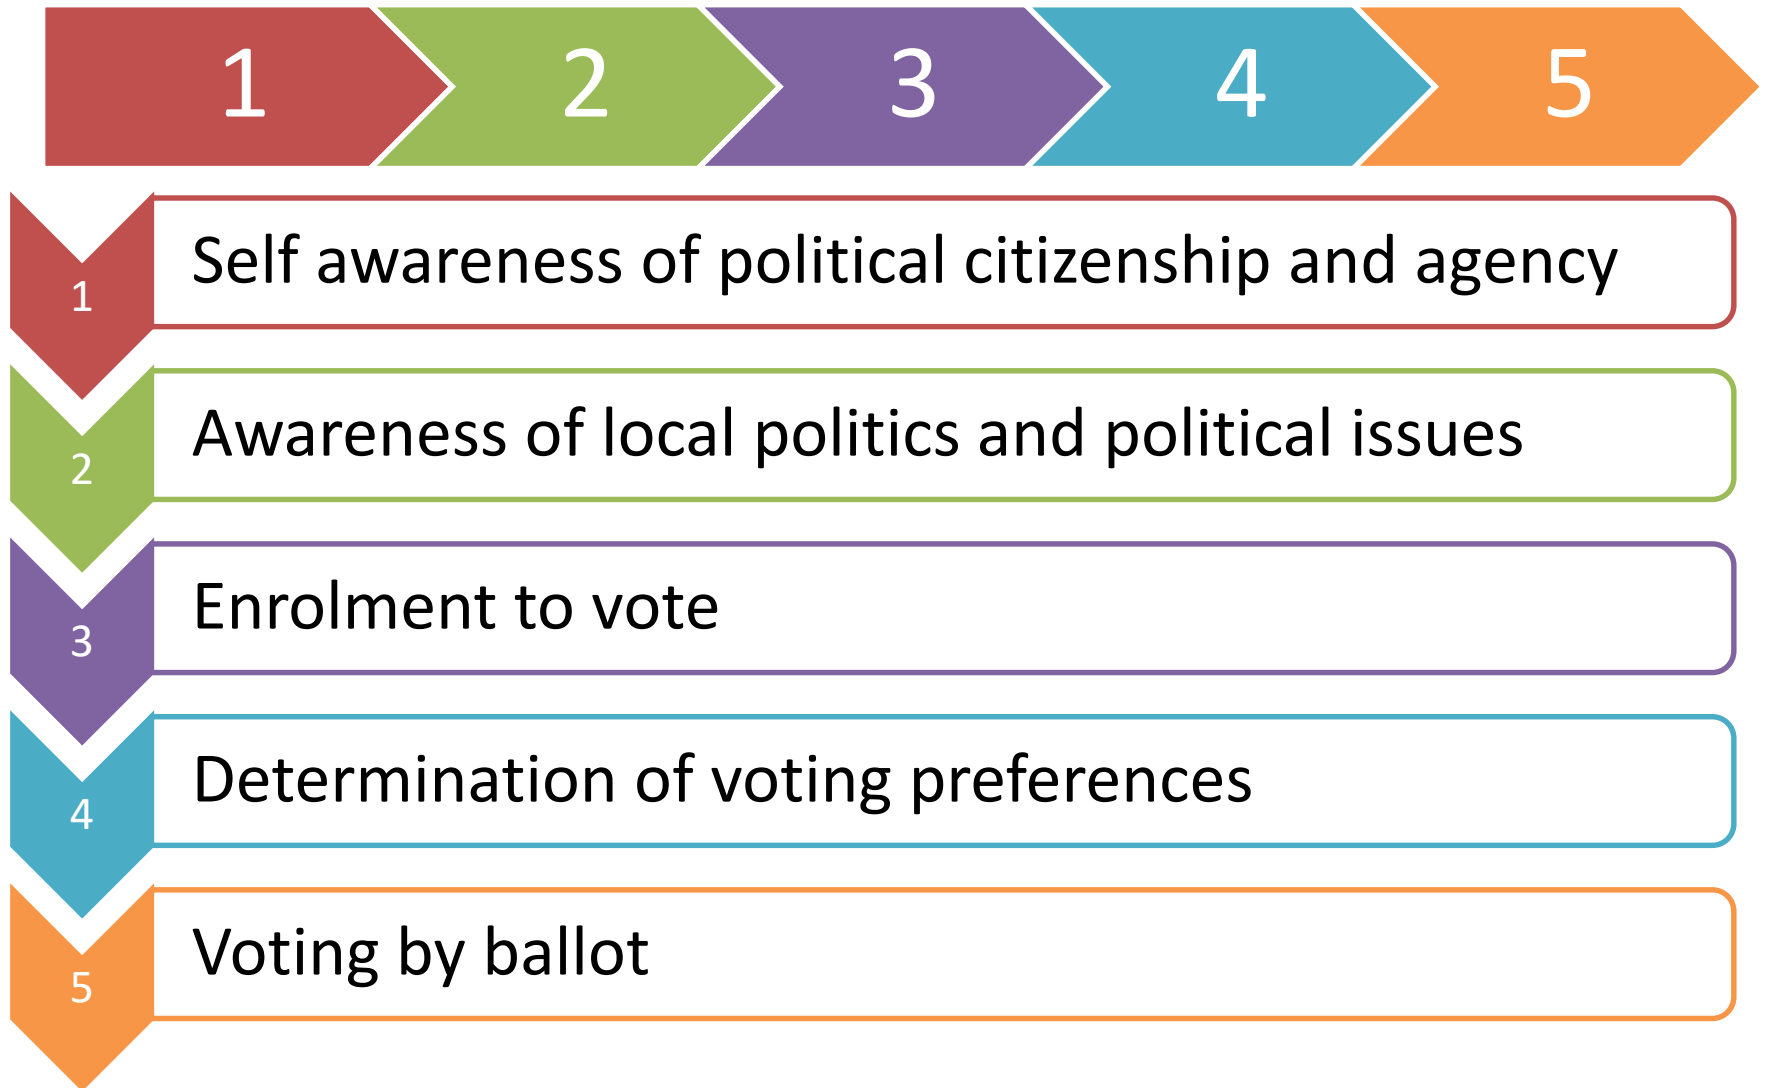 1 2 3 4 5
1 Self awareness of political citizenship and agency
2 Awareness of local politics and political issues
3 Enrolment to vote
4 Determination of voting preferences
5 Voting by ballot